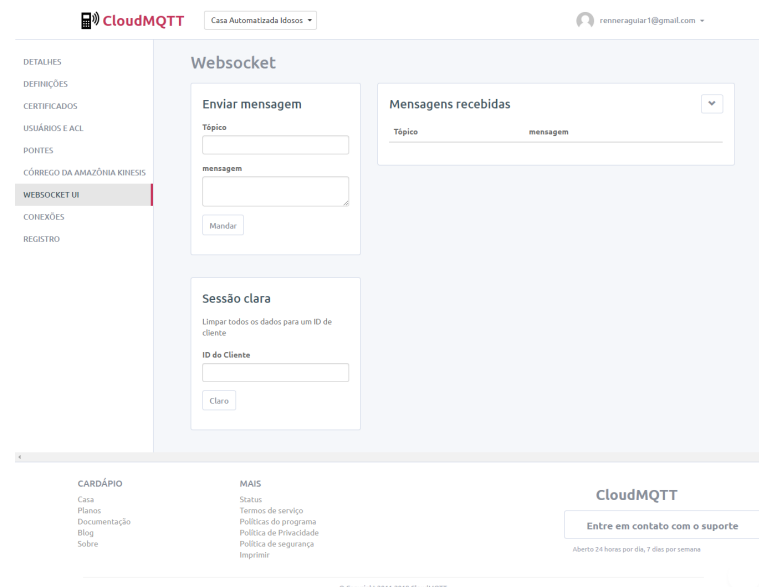 CloudMQTT
Casa Automatizada Idosos
renneraguiar1@gmail.com
DETALHES
DEFINIÇÕES
CERTIFICADOS
USUÁRIOS E ACL
PONTES
CÓRREGO DA AMAZÔNIA KINESIS
WEBSOCKET UI
CONEXÕES
REGISTRO
Websocket
Enviar mensagem
Tópico
mensagem
Mandar
Mensagens recebidas
Tópico mensagem
Sessão clara
Limpar todos os dados para um ID de
cliente
ID do Cliente
Claro
CARDÁPIO
Casa
Planos
Documentação
Blog
Sobre
MAIS
Status
Termos de serviço
Políticas do programa
Política de Privacidade
Política de segurança
Imprimir
CloudMQTT
Entre em contato com o suporte
Aberto 24 horas por dia, 7 dias por semana